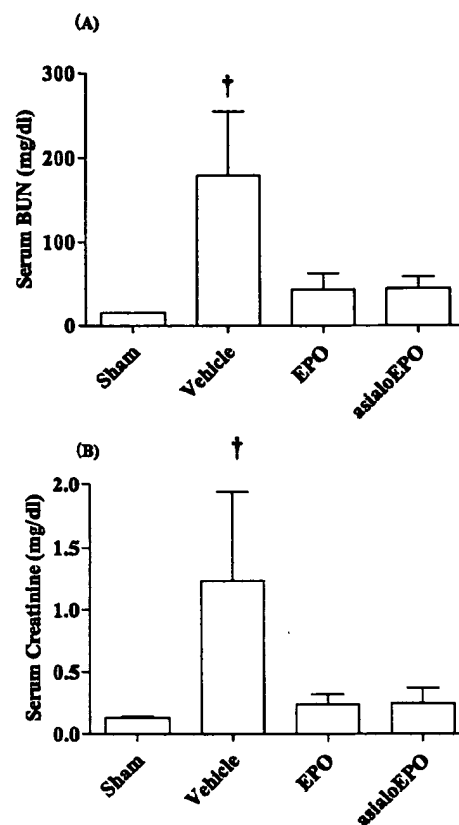 (A)
†
Serum BUN (mg/dl)
300
200
100
0
Sham
Vehicle
EPO
asialoEPO
(B)
†
Serum Creatinine (mg/dl)
2.0
1.5
1.0
0.5
0.0
Sham
Vehicle
EPO
asialoEPO